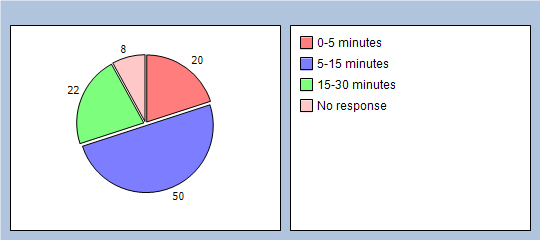 8
20
22
50
0-5 minutes
5-15 minutes
15-30 minutes
No response